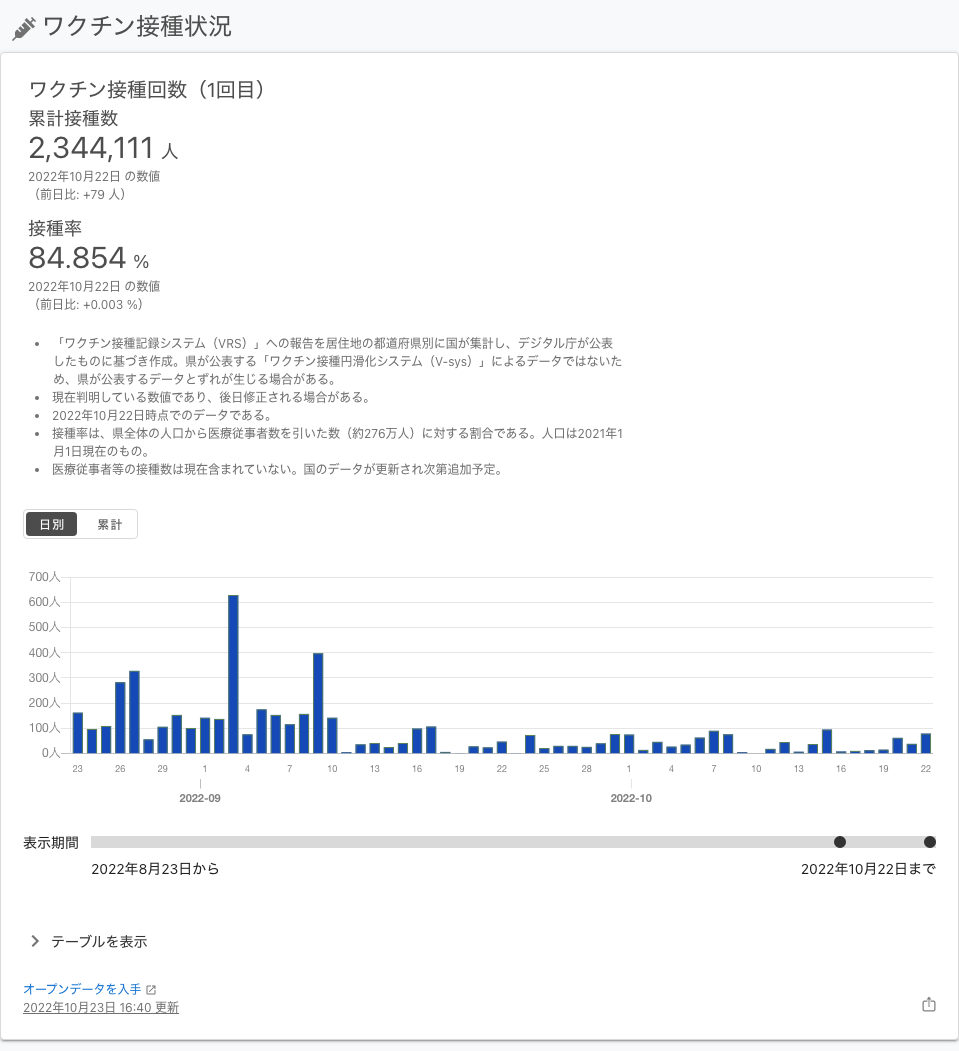 ワクチン接種状況
ワクチン接種回数（1回目）
累計接種数
2,344,111 人
2022年10月22日 の数値
（前日比: +79 人）
接種率
84.854 %
2022年10月22日 の数値
（前日比: +0.003 %）
• 「ワクチン接種記録システム（VRS）」への報告を居住地の都道府県別に国が集計し、デジタル庁が公表
したものに基づき作成。県が公表する「ワクチン接種円滑化システム（V-sys）」によるデータではないた
め、県が公表するデータとずれが生じる場合がある。
• 現在判明している数値であり、後日修正される場合がある。
• 2022年10月22日時点でのデータである。
• 接種率は、県全体の人口から医療従事者数を引いた数（約276万人）に対する割合である。人口は2021年1
月1日現在のもの。
• 医療従事者等の接種数は現在含まれていない。国のデータが更新され次第追加予定。
日別 累計
700人
600人
500人
400人
300人
200人
100人
0人
23 26 29 1 4 7 10 13 16 19 22 25 28 1 4 7 10 13 16 19 22
2022-09 2022-10
表示期間
2022年8月23日から 2022年10月22日まで
テーブルを表示
オープンデータを入手
2022年10月23日 16:40 更新